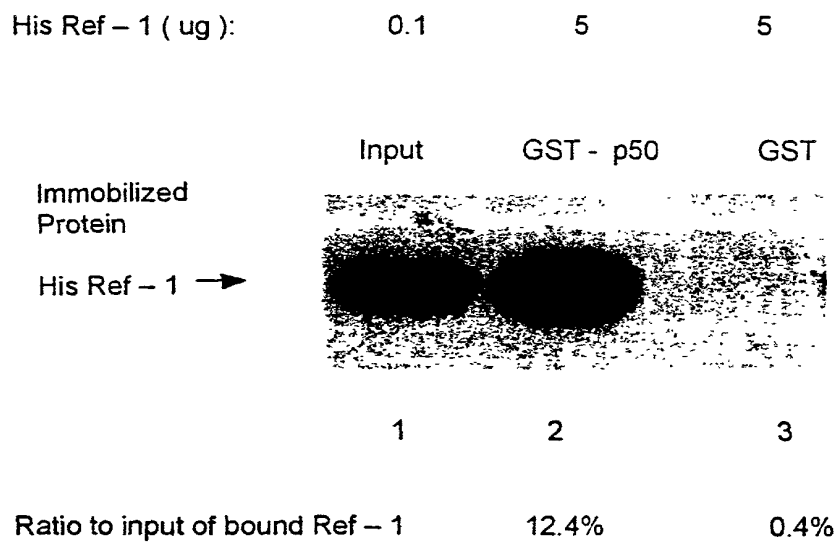 His Ref – 1 ( ug ): 0.1 5 5
Input GST - p50 GST
Immobilized
Protein
His Ref – 1
1 2 3
Ratio to input of bound Ref – 1 12.4% 0.4%